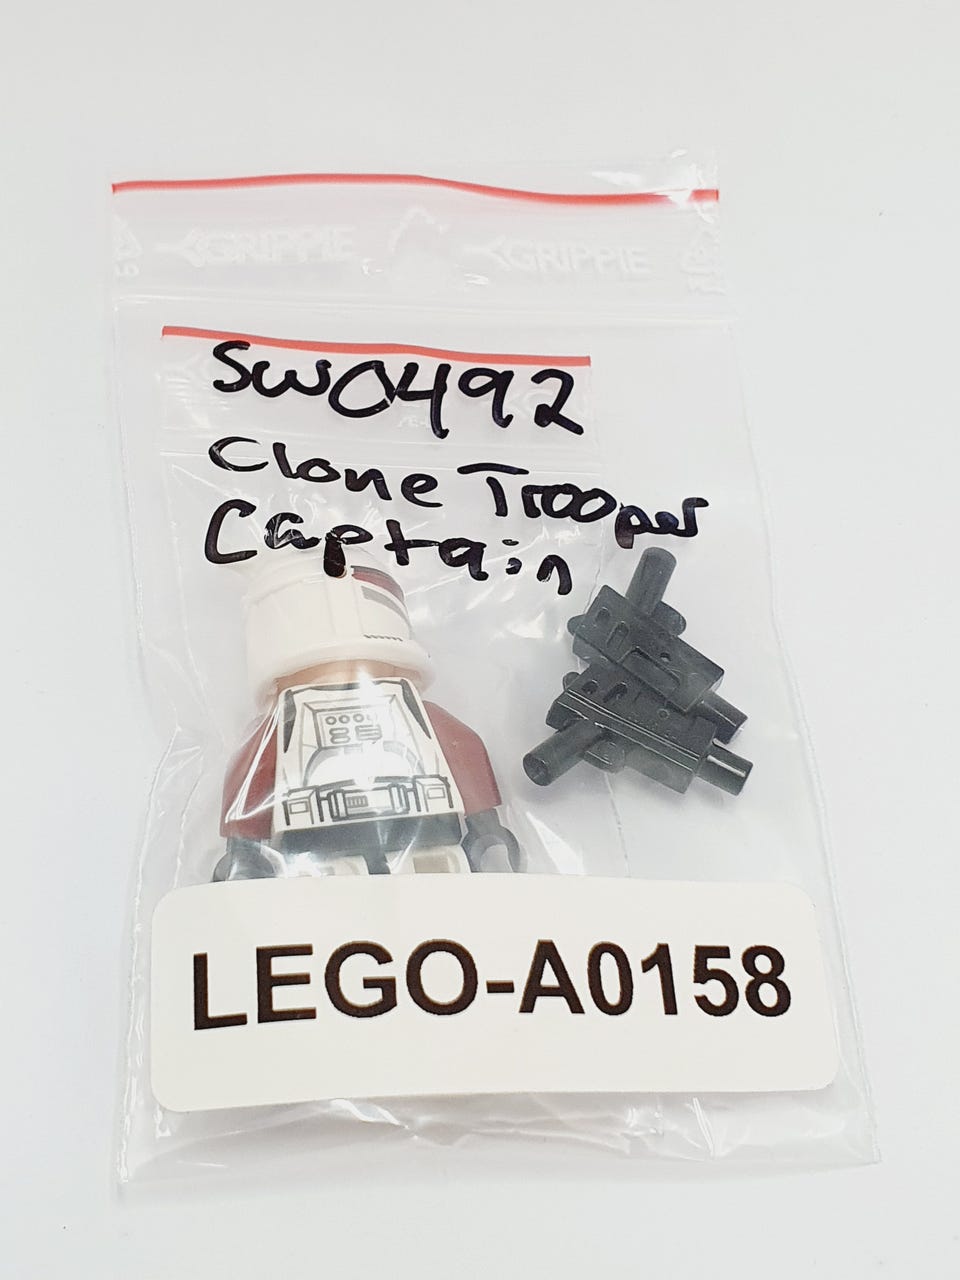 GRIPPIE GRIPPIE
SW0492
Clone Trooper
Captain
LEGO-A0158